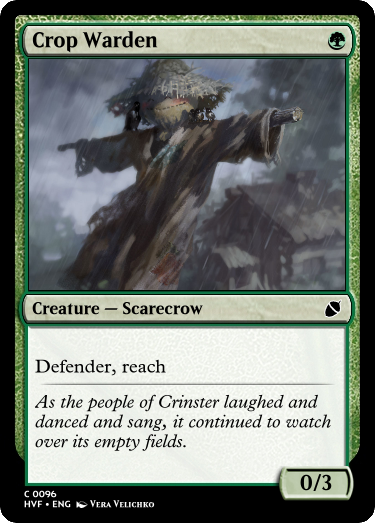 Crop Warden
Creature — Scarecrow
Defender, reach
As the people of Crinster laughed and
danced and sang, it continued to watch
over its empty fields.
0/3
C 0096
HVF • ENG VERA VELICHKO